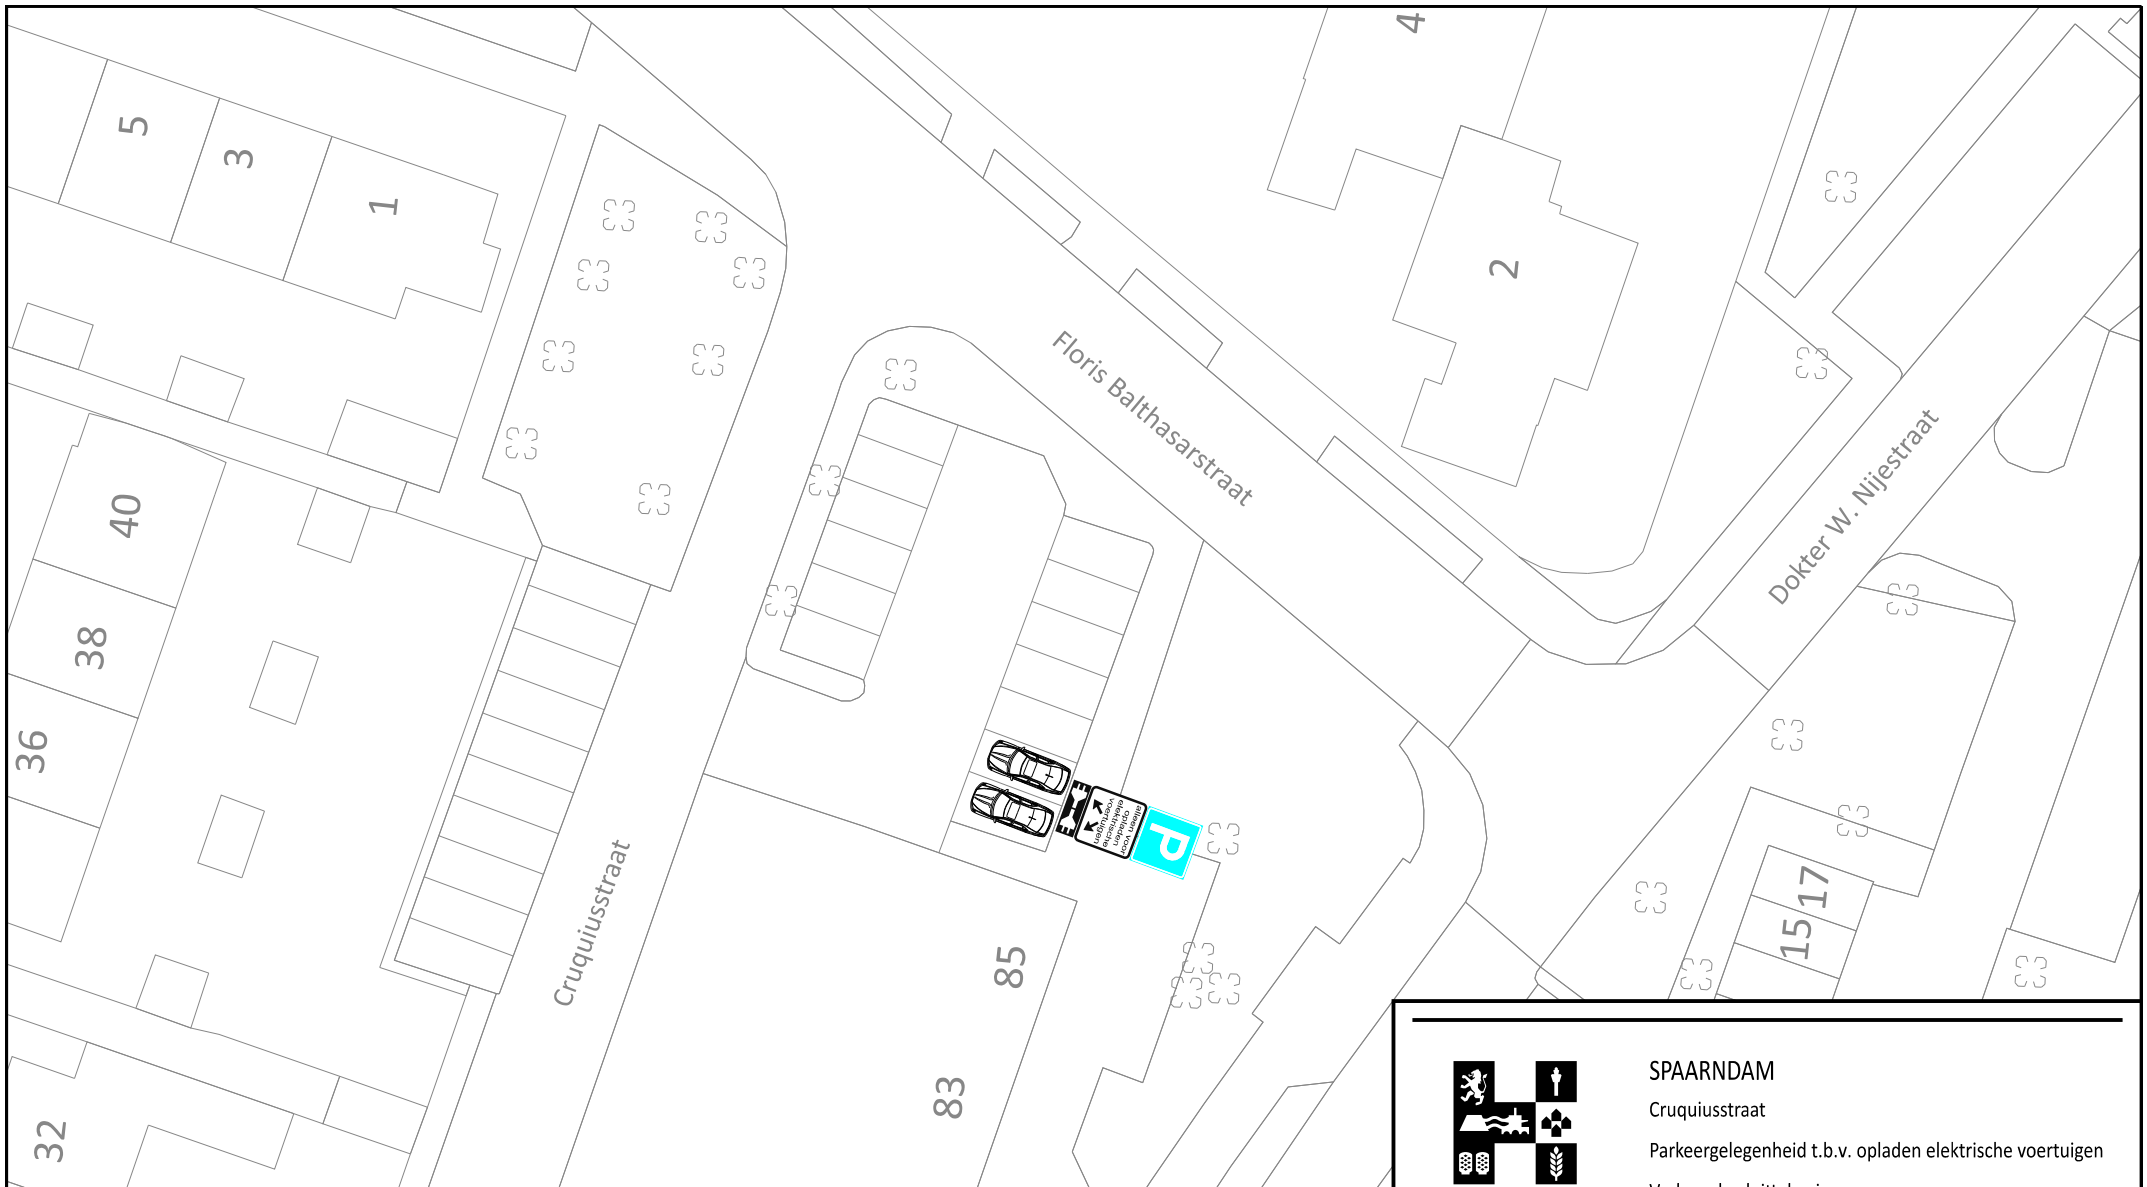 4
5
3
1
2
Floris Balthasarstraat
Dokter W. Nijestraat
40
38
36
32
Cruquiusstraat
alleen voor
opladen
elektrische
voertuigen
P
85
83
17
15
SPAARNDAM
Cruquiusstraat
Parkeergelegenheid t.b.v. opladen elektrische voertuigen